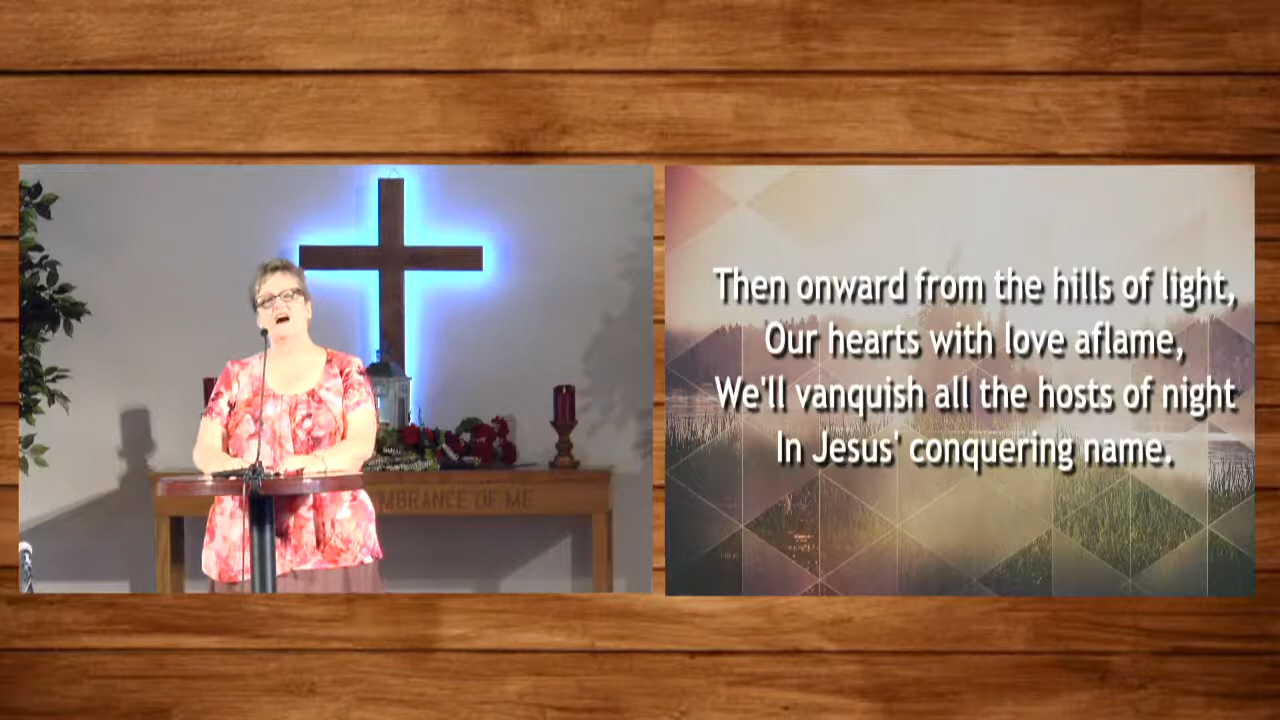 MBRANCE OF ME
Then onward from the hills of light,
Our hearts with love aflame,
We'll vanquish all the hosts of night
In Jesus' conquering name.